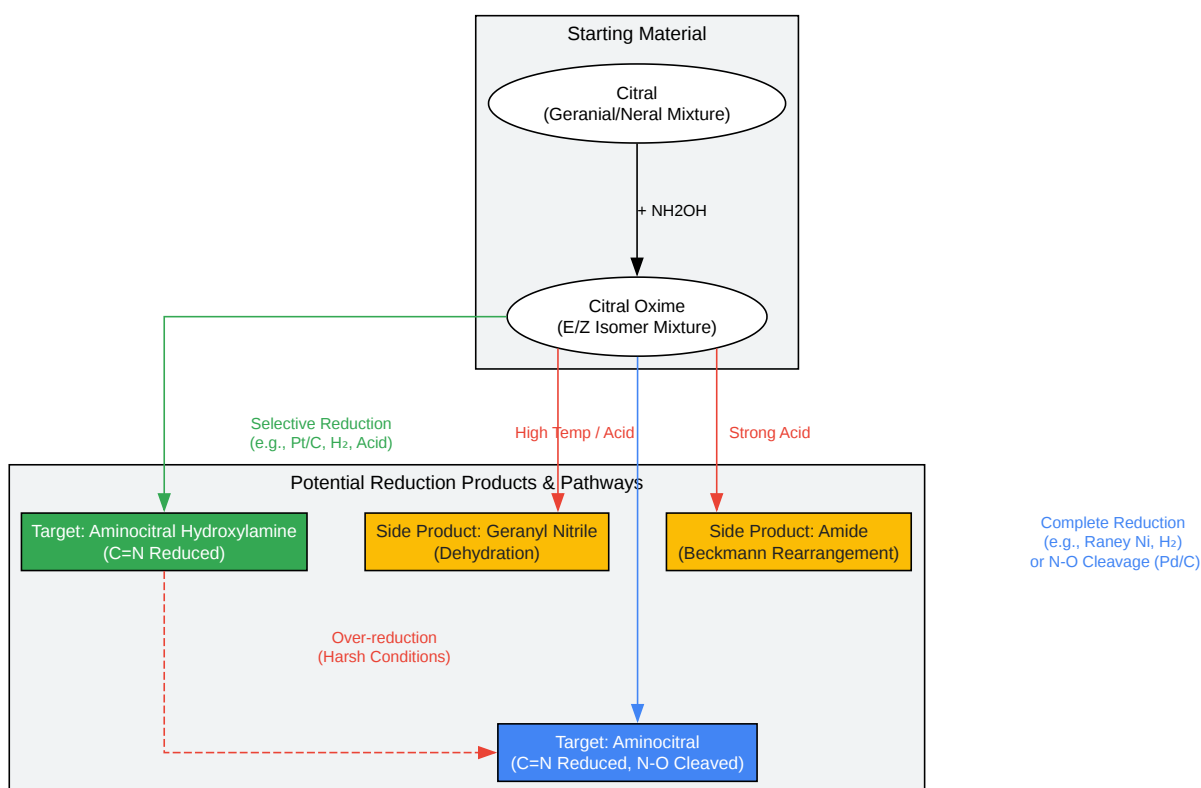 Starting Material
Citral
(Geranial/Neral Mixture)
+ NH2OH
Citral Oxime
(E/Z Isomer Mixture)
Selective Reduction
(e.g., Pt/C, H₂, Acid)
High Temp / Acid
Strong Acid
Potential Reduction Products & Pathways
Target: Aminocitral Hydroxylamine
(C=N Reduced)
Side Product: Geranyl Nitrile
(Dehydration)
Side Product: Amide
(Beckmann Rearrangement)
Complete Reduction
(e.g., Raney Ni, H₂)
or N-O Cleavage (Pd/C)
Over-reduction
(Harsh Conditions)
Target: Aminocitral
(C=N Reduced, N-O Cleaved)